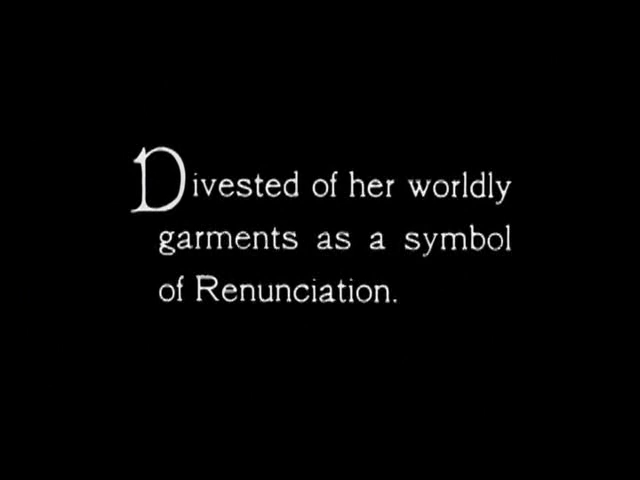 Divested of her worldly
garments as a symbol
of Renunciation.